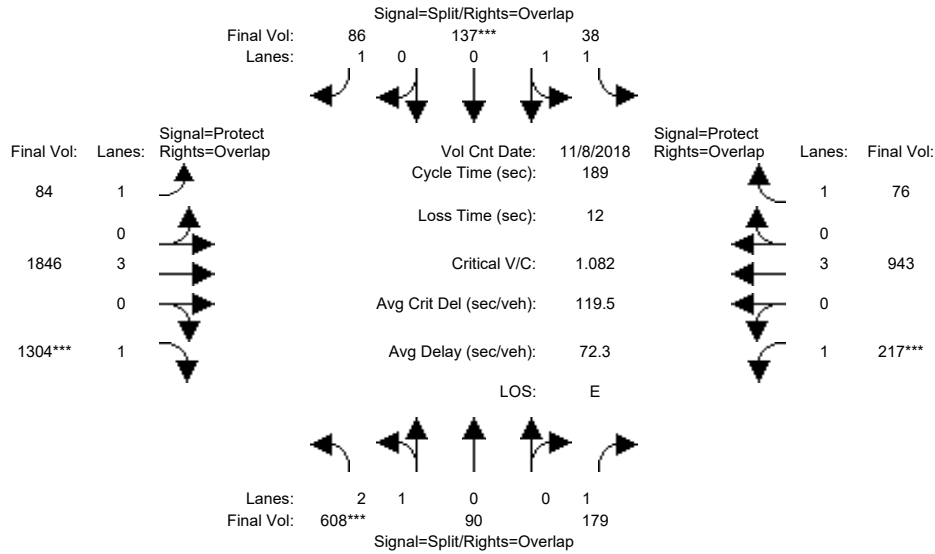 Signal=Split/Rights=Overlap
Final Vol: 86 137*** 38
Lanes: 1 0 0 1 1
Signal=Protect Signal=Protect
Final Vol: Lanes: Rights=Overlap Vol Cnt Date: 11/8/2018 Rights=Overlap Lanes: Final Vol:
Cycle Time (sec): 189
84 1 1 76
Loss Time (sec): 12
0 0
1846 3 Critical V/C: 1.082 3 943
0 Avg Crit Del (sec/veh): 119.5 0
1304*** 1 Avg Delay (sec/veh): 72.3 1 217***
LOS: E
Lanes: 2 1 0 0 1
Final Vol: 608*** 90 179
Signal=Split/Rights=Overlap